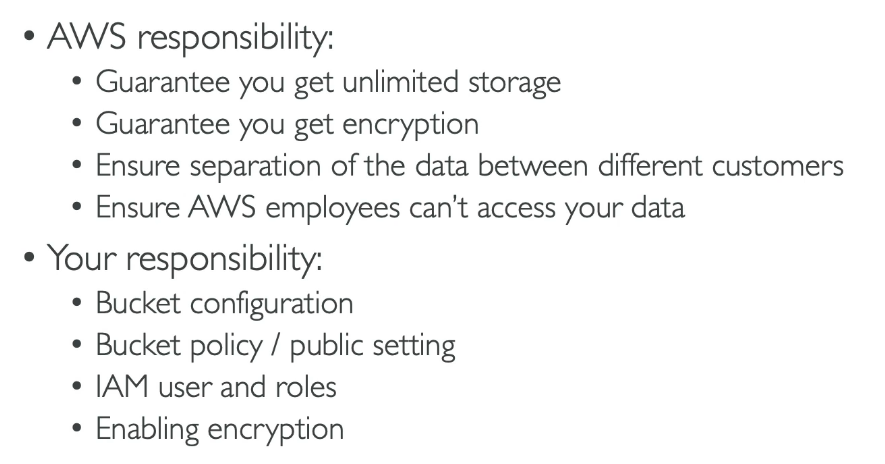 • AWS responsibility:
• Guarantee you get unlimited storage
• Guarantee you get encryption
• Ensure separation of the data between different customers
• Ensure AWS employees can't access your data
• Your responsibility:
• Bucket configuration
• Bucket policy / public setting
• IAM user and roles
• Enabling encryption